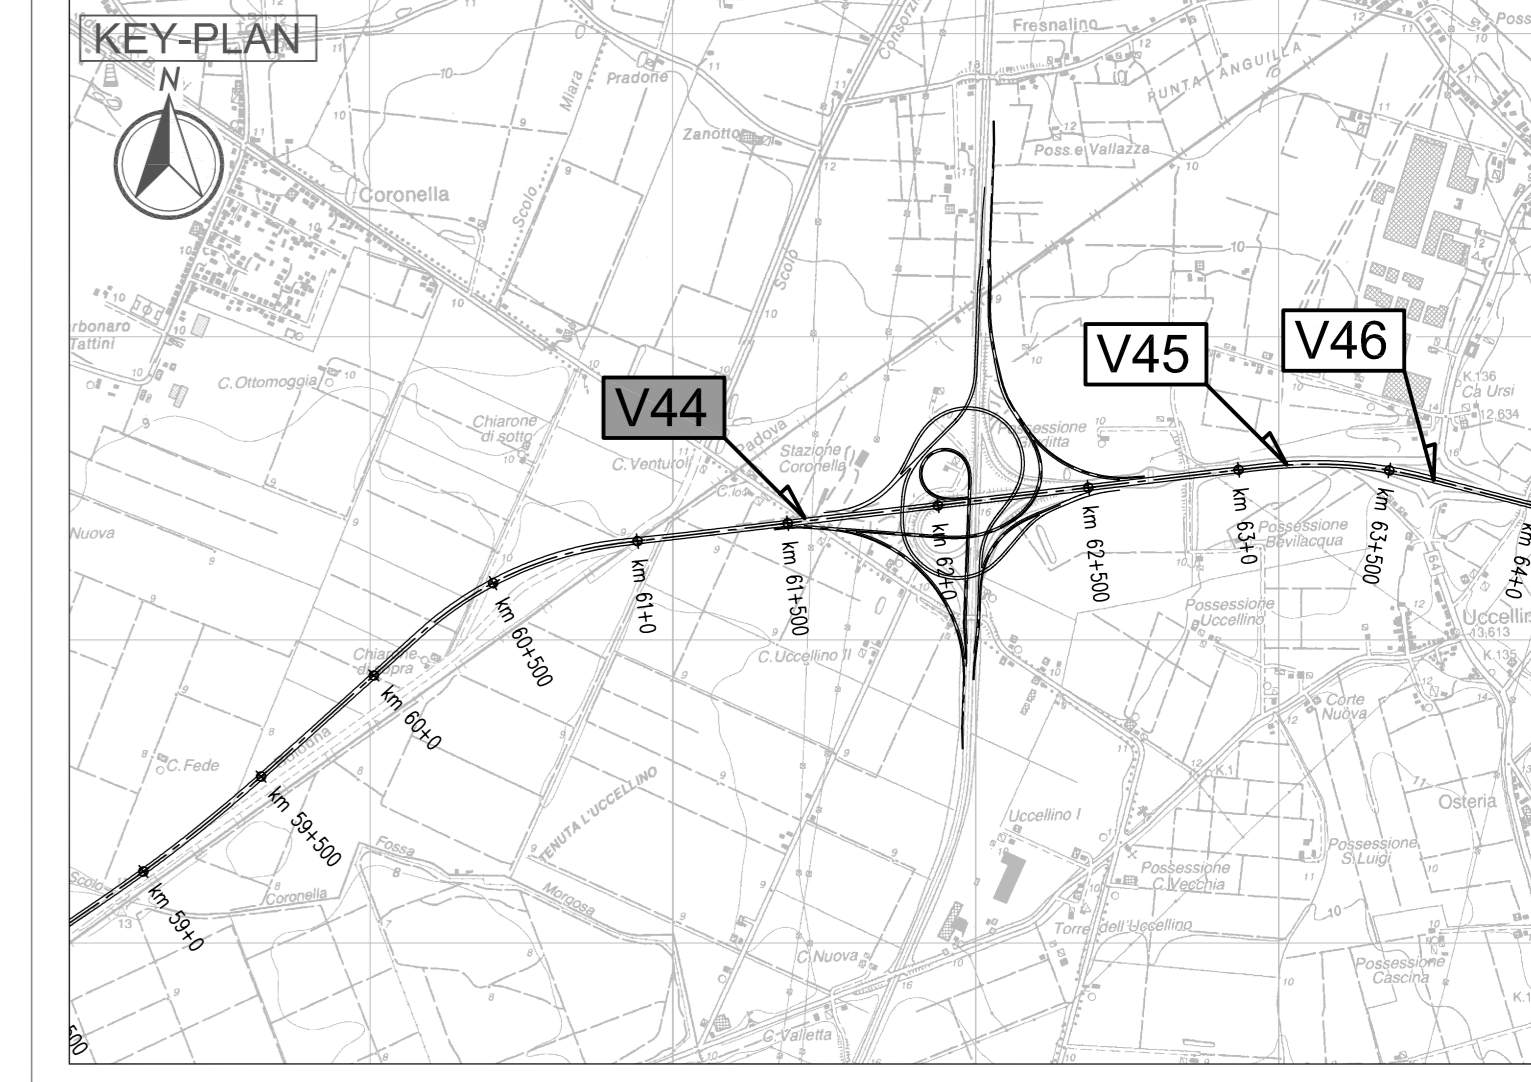 KEY-PLAN
N
Fresnalino
PUNTA ANGUILLA
Pradone
Miara
Zanotto
Poss.e Vallazza
Coronella
Scolo
Scolo
rbonaro
Tattini
C.Ottomoggia
V44
V45
V46
K.136
Ca Ursi
12,634
Chiarone
di sotto
C.Venturoli
Padova
Stazione
Coronella
Possessione
Nuova
km 61+0
km 61+500
km 62+0
km 62+500
km 63+0
km 63+500
km 64+0
Possessione
Bevilacqua
Possessione
Uccellino
Uccellin
13,613
K.135
km 60+500
km 60+0
km 59+500
km 59+0
C.Uccellino II
Corte
Nuova
C.Fede
K.1
TENUTA L'UCCELLINO
Uccellino I
Osteria
Possessione
S.Luigi
Possessione
C.Vecchia
Fossa
Morgosa
Scolo
Coronella
Torre dell'Uccellino
C.Nuova
Possessione
Cascina
C.Valletta
500